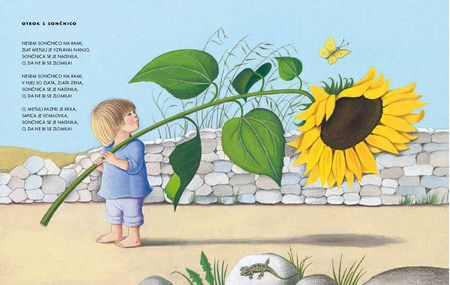 OTROK S SONČNICO
NESEM SONČNICO NA RAMI,
ZLAT METULJ JE VZPLAVAL NANJO,
SONČNICA SE JE NAGNILA,
O, DA NE BI SE ZLOMILA!
NESEM SONČNICO NA RAMI,
V NJEJ SO ZLATA, ZLATA ZRNA,
SONČNICA SE JE NAGNILA,
O, DA NE BI SE ZLOMILA!
O, METULJ RAZPEL JE KRILA,
SAPICA JE VZVALOVILA,
SONČNICA SE JE NAGNILA,
O, DA NE BI SE ZLOMILA!